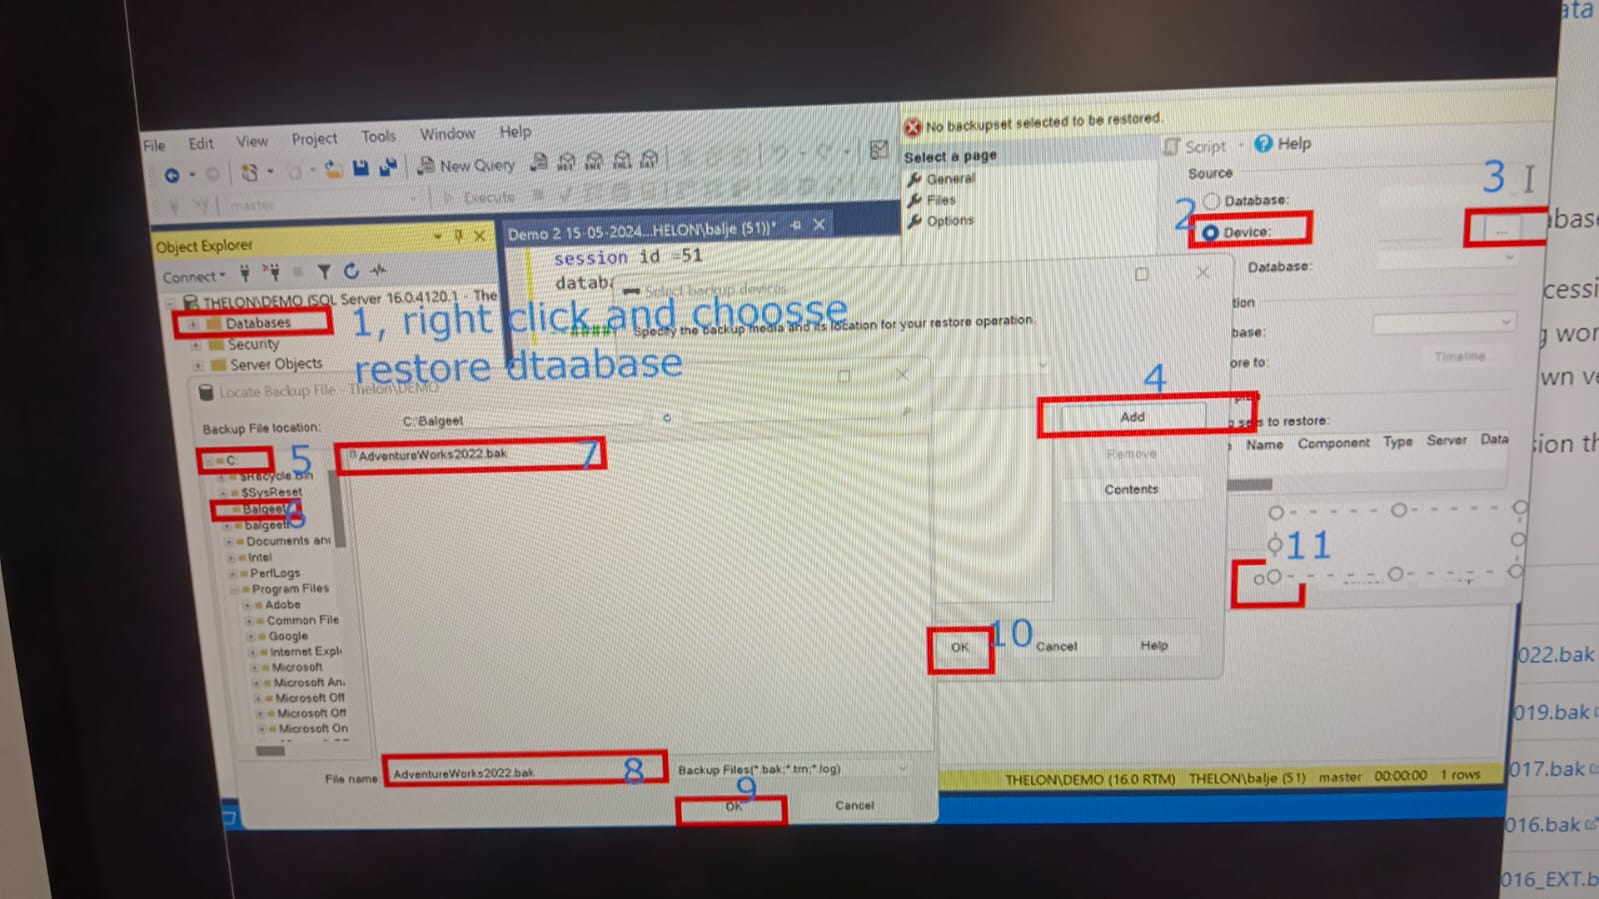 ata
No backupset selected to be restored.
File Edit View Project Tools Window Help
Select a page
Script Help
New Query
General
Source
3
Execute
Files
2
Database:
master
Options
Device:
...
abase
Object Explorer
Demo 2 15-05-2024...HELON\balje (51))*
session id =51
Database:
Connect
Select backup devices
THELON\DEMO (SQL Server 16.0.4120.1 - The
1, right click and choosse
Specify the backup media and its location for your restore operation.
tion
cessi
Databases
restore dtaabase
base:
g wor
Security
ore to:
Timeline...
Server Objects
4
wn ve
Locate Backup File - Thelon\DEMO
Add
Backup File location:
C:\Balgeet
sets to restore:
C:
5
AdventureWorks2022.bak
7
Remove
Name Component Type Server Data
sion th
$Recycle.Bin
$SysReset
Contents
Balgeet
6
balgeett
Documents and
11
Intel
PerfLogs
Program Files
Adobe
Common File
Google
OK
10
Cancel
Help
Internet Expl
022.bak
Microsoft
Microsoft An
Microsoft Off
019.bak
Microsoft Off
Microsoft On
File name
AdventureWorks2022.bak
8
Backup Files(*.bak;*.trn;*.log)
THELON\DEMO (16.0 RTM) THELON\balje (51) master 00:00:00 1 rows
017.bak
9
OK
Cancel
016.bak
016_EXT.b